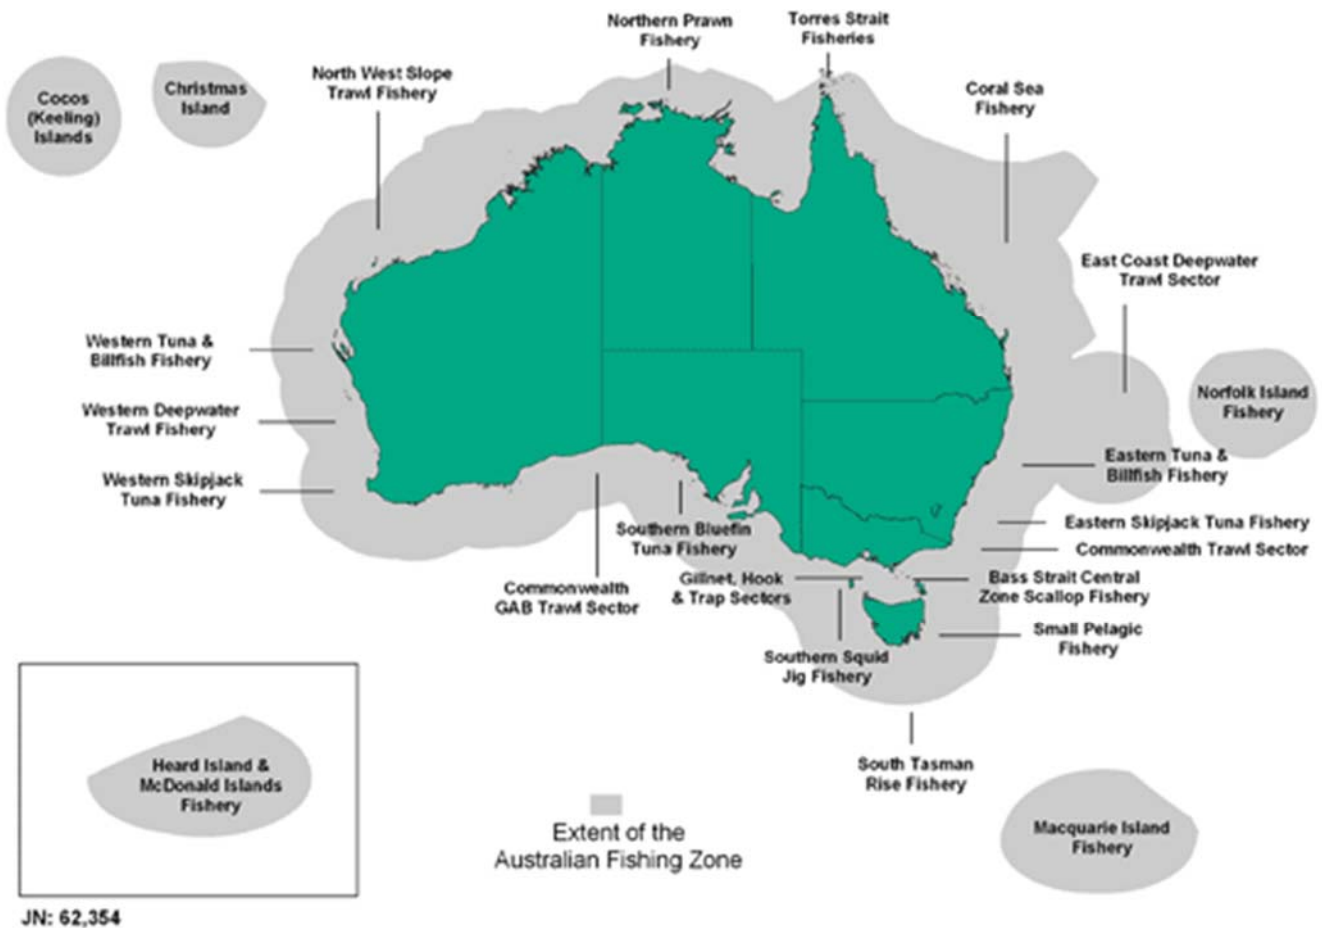 Northern Prawn
Fishery
Torres Strait
Fisheries
North West Slope
Trawl Fishery
Coral Sea
Fishery
Cocos
(Keeling)
Islands
Christmas
Island
East Coast Deepwater
Trawl Sector
Western Tuna &
Billfish Fishery
Norfolk Island
Fishery
Western Deepwater
Trawl Fishery
Eastern Tuna &
Billfish Fishery
Western Skipjack
Tuna Fishery
Eastern Skipjack Tuna Fishery
Southern Bluefin
Tuna Fishery
Commonwealth Trawl Sector
Commonwealth
GAB Trawl Sector
Gillnet, Hook
& Trap Sectors
Bass Strait Central
Zone Scallop Fishery
Small Pelagic
Fishery
Southern Squid
Jig Fishery
South Tasman
Rise Fishery
Heard Island &
McDonald Islands
Fishery
Extent of the
Australian Fishing Zone
Macquarie Island
Fishery
JN: 62,354